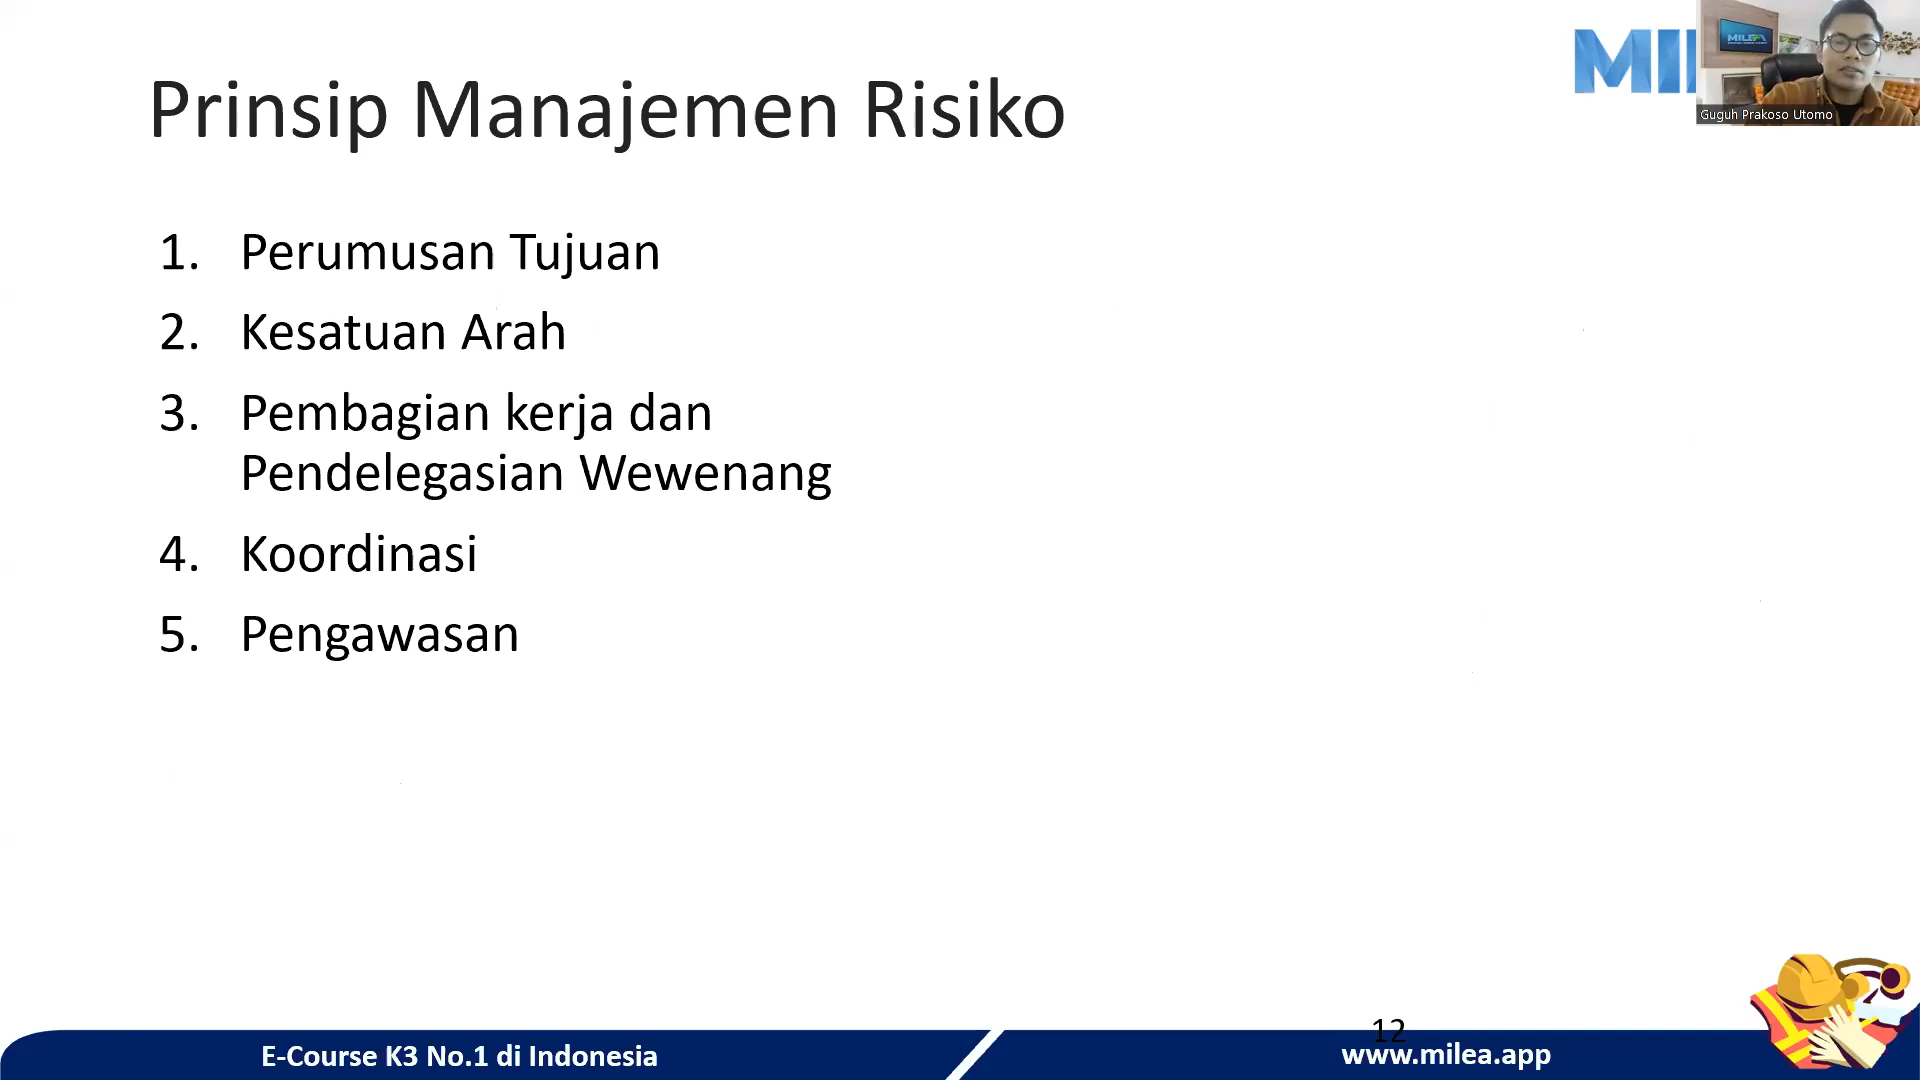 Prinsip Manajemen Risiko
MILEA
Guguh Prakoso Utomo
1. Perumusan Tujuan
2. Kesatuan Arah
3. Pembagian kerja dan
Pendelegasian Wewenang
4. Koordinasi
5. Pengawasan
12
E-Course K3 No.1 di Indonesia
www.milea.app